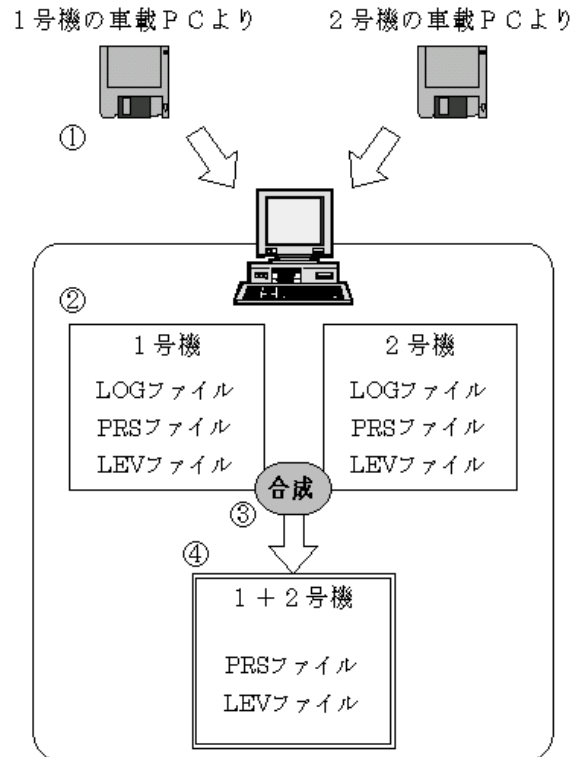 1号機の車載PCより
2号機の車載PCより
①
②
1号機
LOGファイル
PRSファイル
LEVファイル
2号機
LOGファイル
PRSファイル
LEVファイル
合成
③
④
1+2号機
PRSファイル
LEVファイル